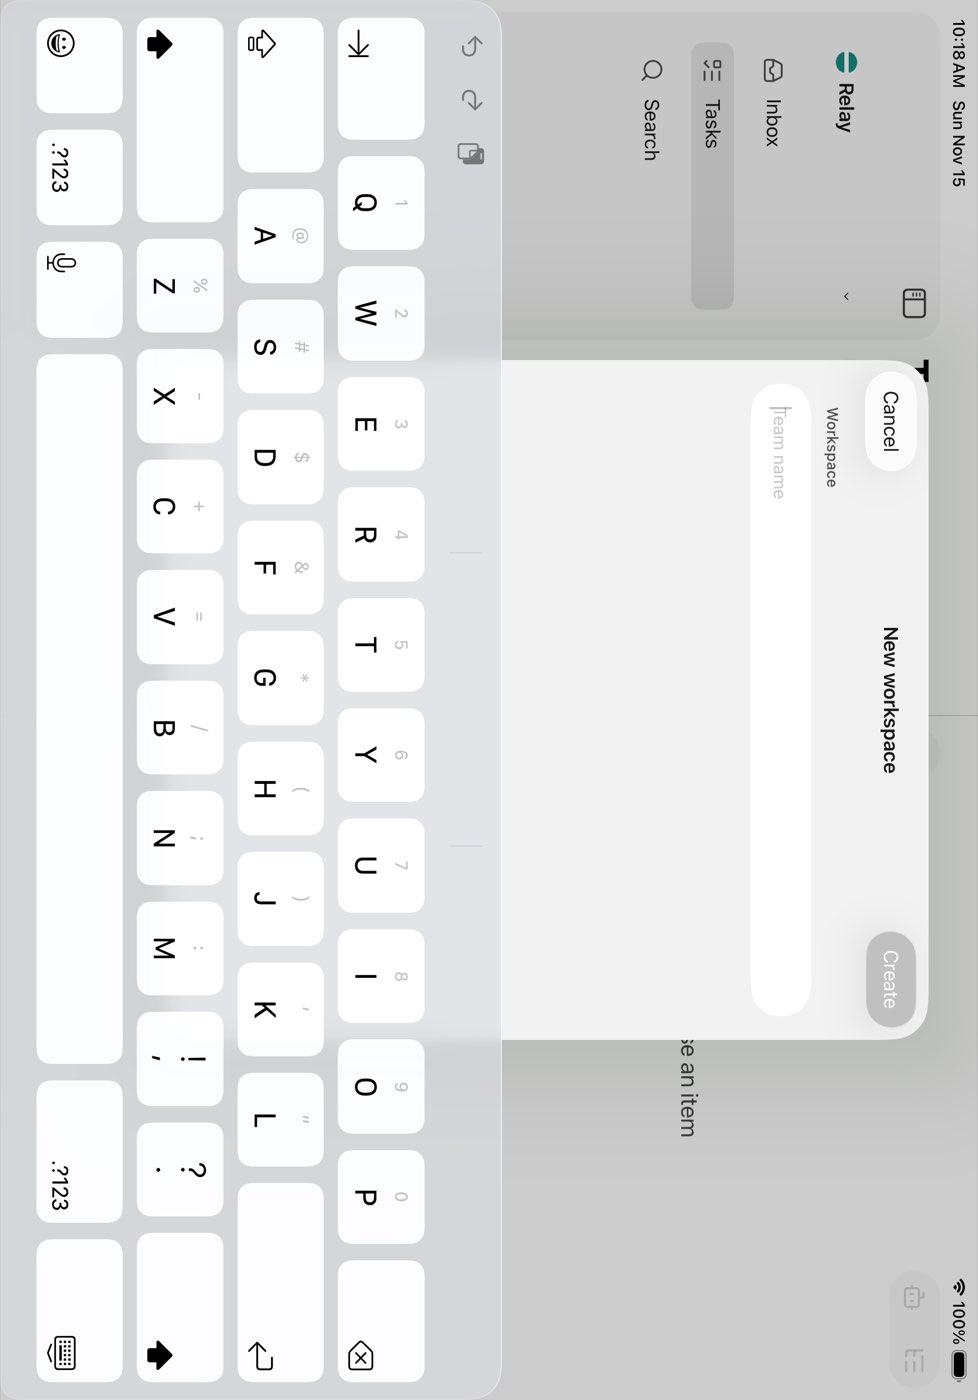 10:18 AM Sun Nov 15
100%
Relay
Inbox
Tasks
Search
Cancel
New workspace
Create
Workspace
Team name
se an item
1 2 3 4 5 6 7 8 9 0
Q W E R T Y U I O P
@ # $ & * ( ) ' "
A S D F G H J K L
% - + = / ; : ! ?
Z X C V B N M , .
.?123
.?123